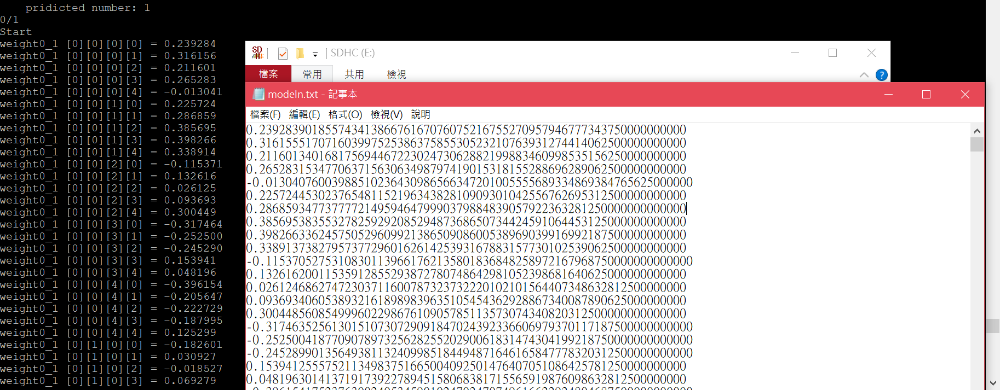 pridicted number: 1
0/1
Start
weight0_1 [0][0][0][0] = 0.239284
weight0_1 [0][0][0][1] = 0.316156
weight0_1 [0][0][0][2] = 0.211601
weight0_1 [0][0][0][3] = 0.265283
weight0_1 [0][0][0][4] = -0.013041
weight0_1 [0][0][1][0] = 0.225724
weight0_1 [0][0][1][1] = 0.286859
weight0_1 [0][0][1][2] = 0.385695
weight0_1 [0][0][1][3] = 0.398266
weight0_1 [0][0][1][4] = 0.338914
weight0_1 [0][0][2][0] = -0.115371
weight0_1 [0][0][2][1] = 0.132616
weight0_1 [0][0][2][2] = 0.026125
weight0_1 [0][0][2][3] = 0.093693
weight0_1 [0][0][2][4] = 0.300449
weight0_1 [0][0][3][0] = -0.317464
weight0_1 [0][0][3][1] = -0.252500
weight0_1 [0][0][3][2] = -0.245290
weight0_1 [0][0][3][3] = 0.153941
weight0_1 [0][0][3][4] = 0.048196
weight0_1 [0][0][4][0] = -0.396154
weight0_1 [0][0][4][1] = -0.205647
weight0_1 [0][0][4][2] = -0.222729
weight0_1 [0][0][4][3] = -0.187995
weight0_1 [0][0][4][4] = 0.125299
weight0_1 [0][1][0][0] = -0.182601
weight0_1 [0][1][0][1] = 0.030927
weight0_1 [0][1][0][2] = -0.018527
weight0_1 [0][1][0][3] = 0.069279
SD
SDHC (E:)
檔案 常用 共用 檢視
modeln.txt - 記事本
檔案(F) 編輯(E) 格式(O) 檢視(V) 說明
0.2392839018557434138667616707607521675527095794677734375000000000
0.3161555170716039975253863758553052321076393127441406250000000000
0.2116013401681756944672230247306288219988346099853515625000000000
0.2652831534770637156306349879741901531815528869628906250000000000
-0.0130407600398851023643098656634720100555568933486938476562500000
0.2257244530237654811521963438281090930104255676269531250000000000
0.2868593477377772149594647999037988483905792236328125000000000000
0.3856953835532782592920852948736865073442459106445312500000000000
0.3982663362457505296099213865090860053896903991699218750000000000
0.3389137382795737729601626142539316788315773010253906250000000000
-0.1153705275310830113966176213580183684825897216796875000000000000
0.1326162001153591285529387278074864298105239868164062500000000000
0.0261246862747230371160078732373222010210156440734863281250000000
0.0936934060538932161898983963510545436292886734008789062500000000
0.3004485608549996022986761090578511357307434082031250000000000000
-0.3174635256130151073072909184702439233660697937011718750000000000
-0.2525004187709078973256282552029006183147430419921875000000000000
-0.2452899013564938113240998518449487164616584777832031250000000000
0.1539412555752113498375166500409250147640705108642578125000000000
0.0481963014137191739227894515806838171556591987609863281250000000